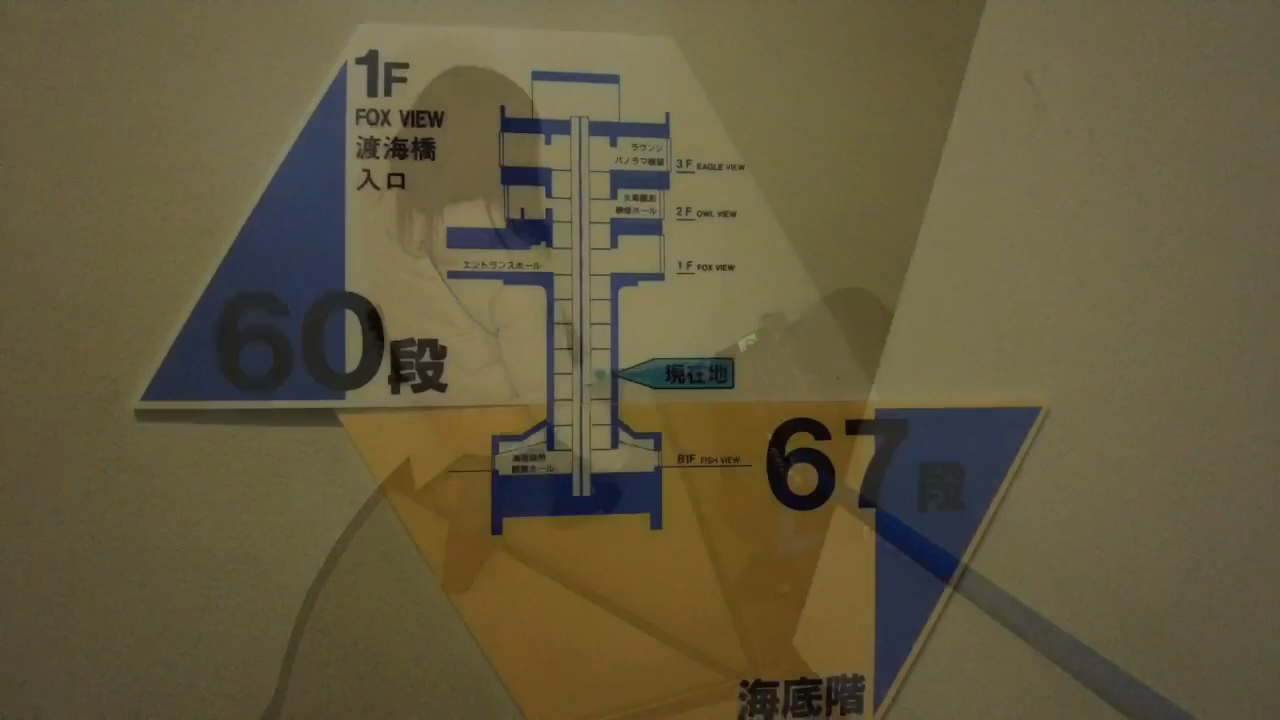 1F
FOX VIEW
渡海橋
入口
60段
ラウンジ
パノラマ展望
3F EAGLE VIEW
2F OWL VIEW
エントランスホール
1F FOX VIEW
現在地
B1F FISH VIEW
67段
海底階